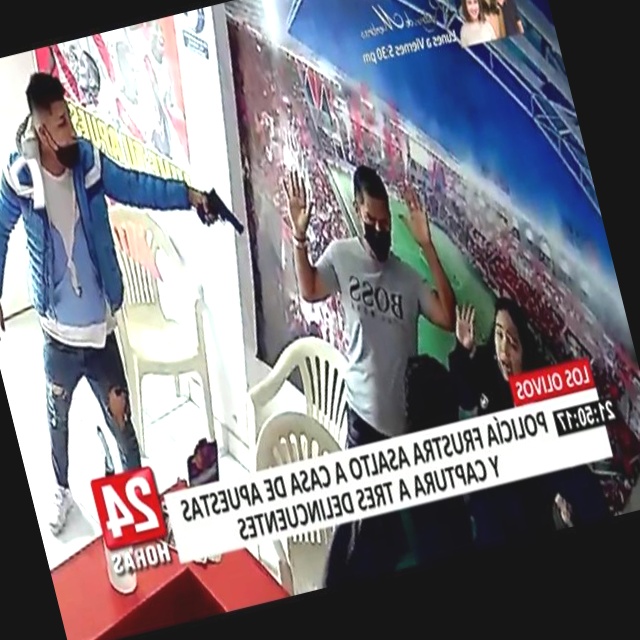 Lunes a Viernes 5:30 pm
BOSS
LOS OLIVOS
21:50:17
POLICÍA FRUSTRA ASALTO A CASA DE APUESTAS
Y CAPTURA A TRES DELINCUENTES
24
HORAS